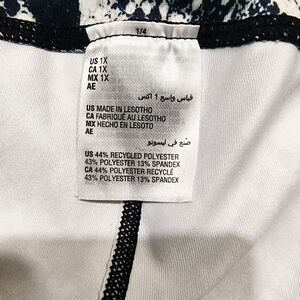 1/4
US 1X
CA 1X
MX 1X
AE
قياس واسع 1 اكس
US MADE IN LESOTHO
CA FABRIQUÉ AU LESOTHO
MX HECHO EN LESOTO
AE
صنع في ليسوتو
US 44% RECYCLED POLYESTER
43% POLYESTER 13% SPANDEX
CA 44% POLYESTER RECYCLÉ
43% POLYESTER 13% SPANDEX